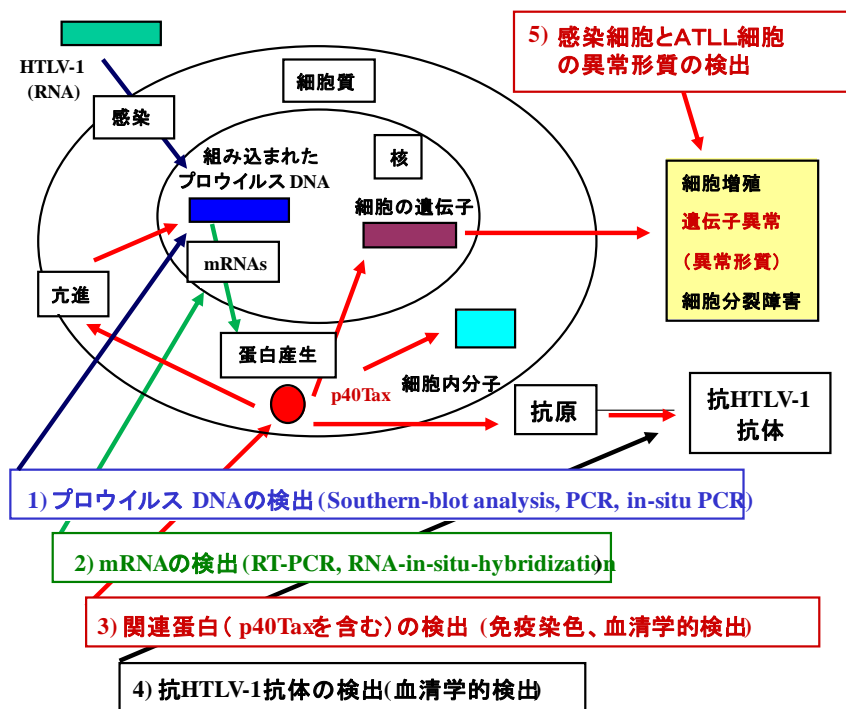 5) 感染細胞とATLL細胞
の異常形質の検出
HTLV-1
(RNA)
感染
細胞質
核
組み込まれた
プロウイルス DNA
細胞の遺伝子
mRNAs
亢進
蛋白産生
p40Tax
細胞内分子
細胞増殖
遺伝子異常
(異常形質)
細胞分裂障害
抗原
抗HTLV-1
抗体
1) プロウイルス DNAの検出(Southern-blot analysis, PCR, in-situ PCR)
2) mRNAの検出(RT-PCR, RNA-in-situ-hybridization)
3) 関連蛋白( p40Taxを含む)の検出 (免疫染色、血清学的検出)
4) 抗HTLV-1抗体の検出(血清学的検出)